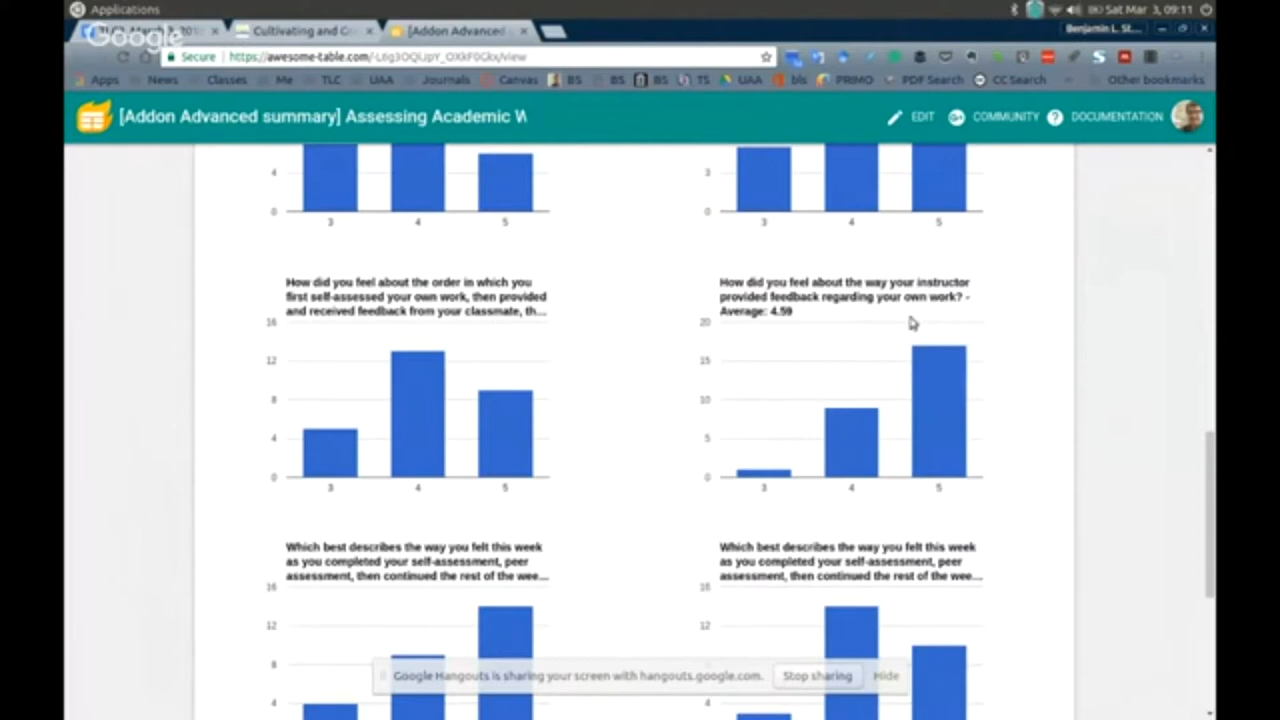 Applications
Sat Mar 3, 09:11
Google
Cultivating and G
[Addon Advanced s
Benjamin L. St...
Secure
Apps News Classes Me TLC UAA Journals Canvas BS BS BS TS UAA bls PRIMO PDF Search CC Search Other bookmarks
[Addon Advanced summary] Assessing Academic W
EDIT COMMUNITY DOCUMENTATION
4
0
3 4 5
3
0
3 4 5
How did you feel about the order in which you
first self-assessed your own work, then provided
and received feedback from your classmate, th...
16
12
8
4
0
3 4 5
How did you feel about the way your instructor
provided feedback regarding your own work? -
Average: 4.59
20
15
10
5
0
3 4 5
Which best describes the way you felt this week
as you completed your self-assessment, peer
assessment, then continued the rest of the wee...
16
12
8
4
Which best describes the way you felt this week
as you completed your self-assessment, peer
assessment, then continued the rest of the wee...
16
12
4
Google Hangouts is sharing your screen with hangouts.google.com.
Stop sharing
Hide